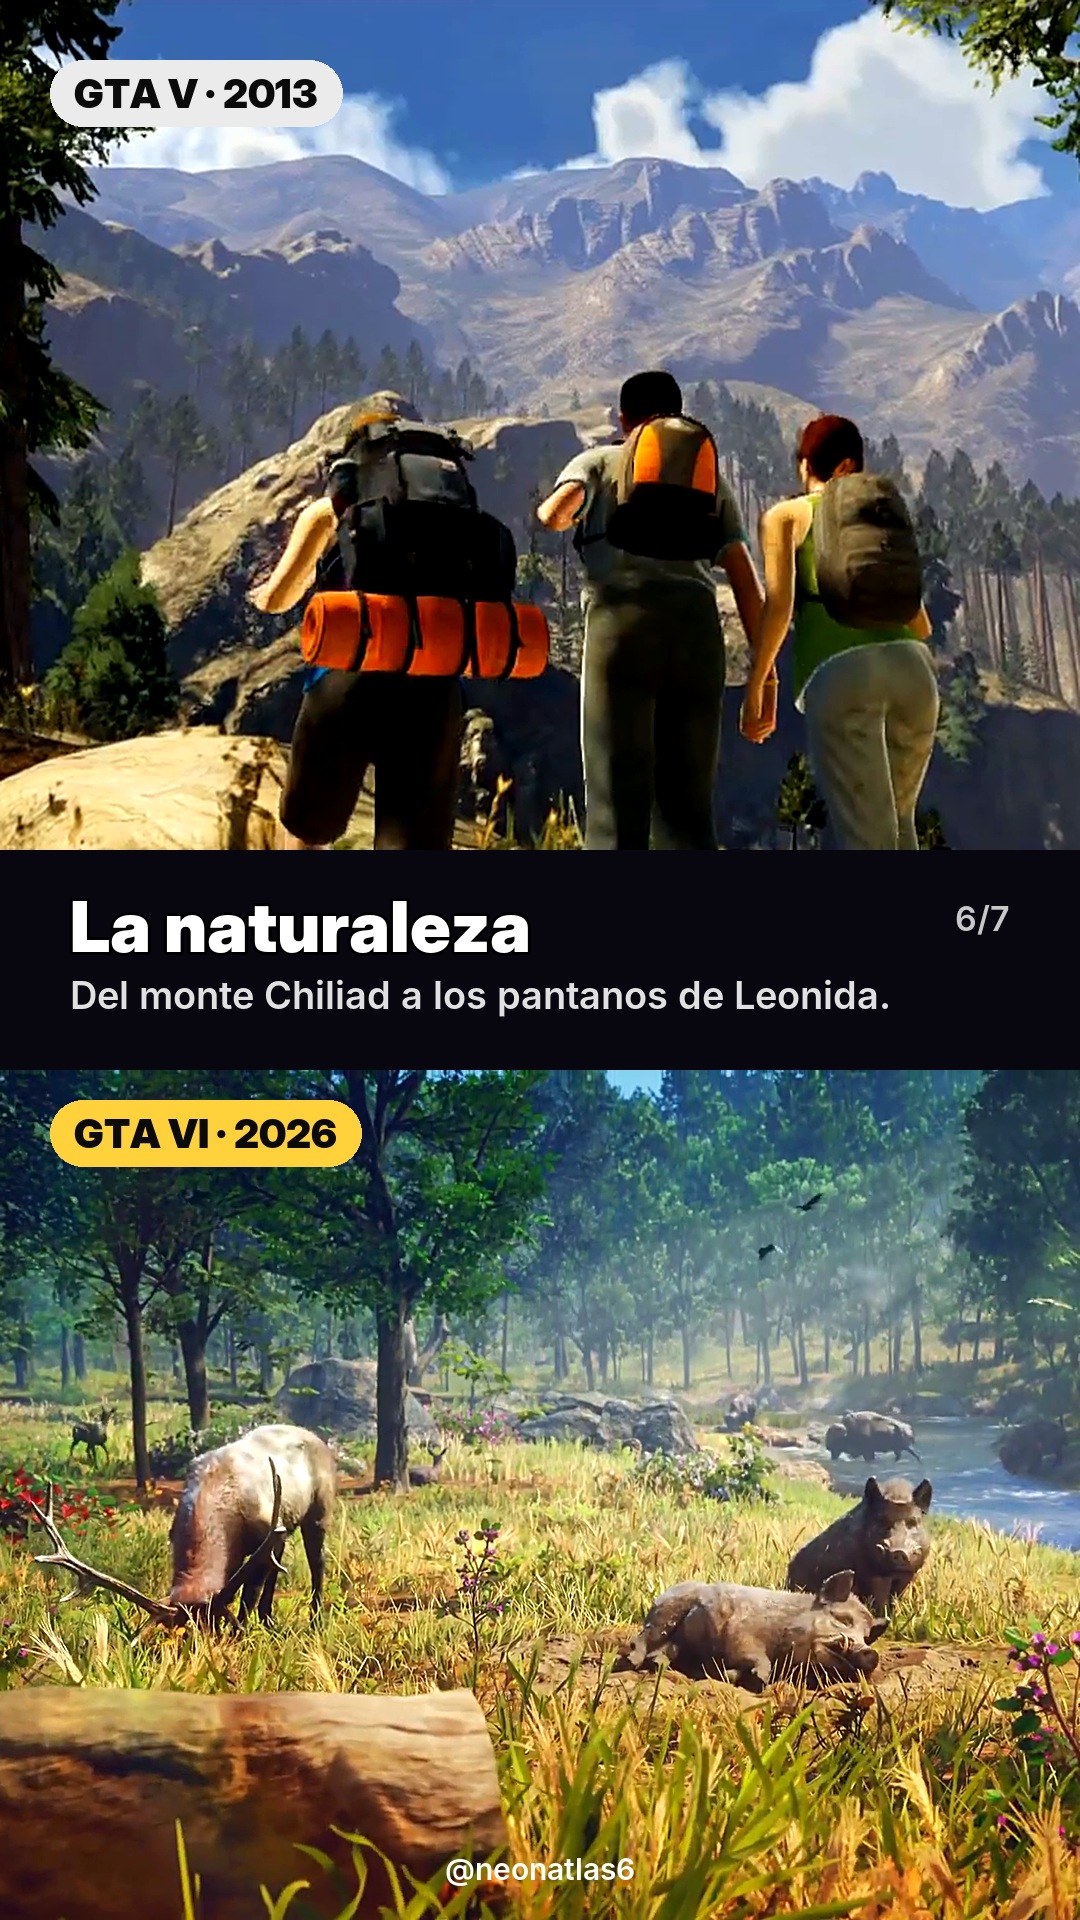 GTA V · 2013
La naturaleza
6/7
Del monte Chiliad a los pantanos de Leonida.
GTA VI · 2026
@neonatlas6